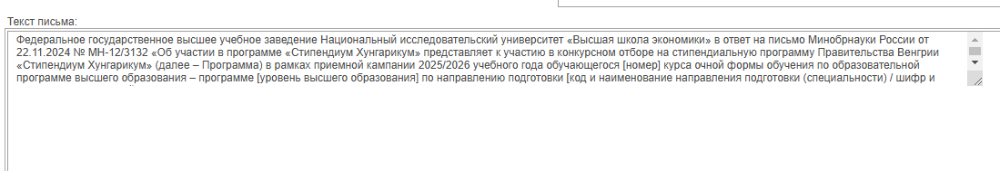 Текст письма:
Федеральное государственное высшее учебное заведение Национальный исследовательский университет «Высшая школа экономики» в ответ на письмо Минобрнауки России от
22.11.2024 № МН-12/3132 «Об участии в программе «Стипендиум Хунгарикум» представляет к участию в конкурсном отборе на стипендиальную программу Правительства Венгрии
«Стипендиум Хунгарикум» (далее – Программа) в рамках приемной кампании 2025/2026 учебного года обучающегося [номер] курса очной формы обучения по образовательной
программе высшего образования – программе [уровень высшего образования] по направлению подготовки [код и наименование направления подготовки (специальности) / шифр и